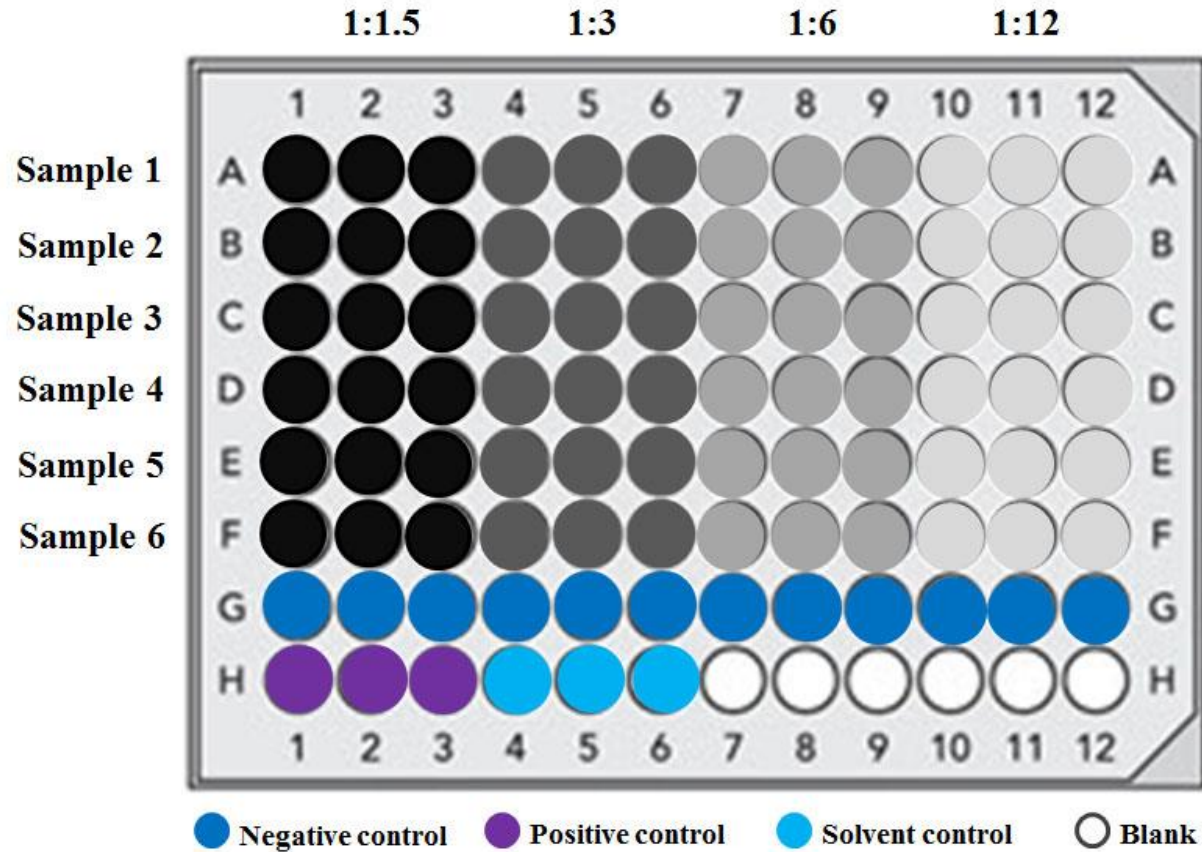 1:1.5 1:3 1:6 1:12
1 2 3 4 5 6 7 8 9 10 11 12
Sample 1 A A
Sample 2 B B
Sample 3 C C
Sample 4 D D
Sample 5 E E
Sample 6 F F
G G
H H
1 2 3 4 5 6 7 8 9 10 11 12
Negative control Positive control Solvent control Blank